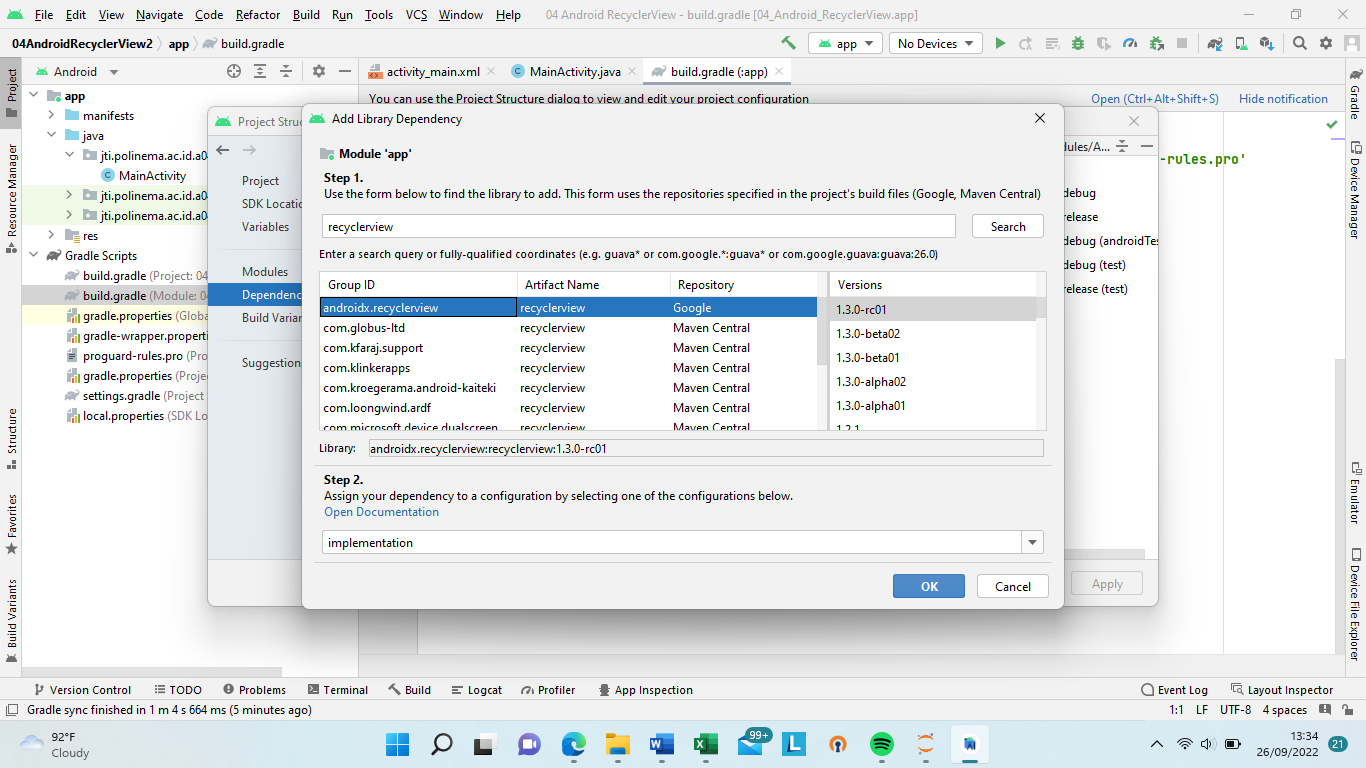 File Edit View Navigate Code Refactor Build Run Tools VCS Window Help 04 Android RecyclerView - build.gradle [04_Android_RecyclerView.app]
04AndroidRecyclerView2 app build.gradle app No Devices
Android activity_main.xml MainActivity.java build.gradle (:app)
You can use the Project Structure dialog to view and edit your project configuration Open (Ctrl+Alt+Shift+S) Hide notification
Project
Resource Manager
Structure
Favorites
Build Variants
app
manifests
java
jti.polinema.ac.id.a0
MainActivity
jti.polinema.ac.id.a0
jti.polinema.ac.id.a0
res
Gradle Scripts
build.gradle (Project: 04
build.gradle (Module: 04
gradle.properties (Globa
gradle-wrapper.properti
proguard-rules.pro (Proje
gradle.properties (Projec
settings.gradle (Project
local.properties (SDK Lo
Project Stru
Project
SDK Locatio
Variables
Modules
Dependenc
Build Varian
Suggestion
Add Library Dependency
Module 'app'
Step 1.
Use the form below to find the library to add. This form uses the repositories specified in the project's build files (Google, Maven Central)
recyclerview Search
Enter a search query or fully-qualified coordinates (e.g. guava* or com.google.*:guava* or com.google.guava:guava:26.0)
Group ID Artifact Name Repository Versions
androidx.recyclerview recyclerview Google 1.3.0-rc01
com.globus-ltd recyclerview Maven Central 1.3.0-beta02
com.kfaraj.support recyclerview Maven Central 1.3.0-beta01
com.klinkerapps recyclerview Maven Central 1.3.0-alpha02
com.kroegerama.android-kaiteki recyclerview Maven Central 1.3.0-alpha01
com.loongwind.ardf recyclerview Maven Central 1.2.1
com.microsoft.device.dualscreen recyclerview Maven Central
Library: androidx.recyclerview:recyclerview:1.3.0-rc01
Step 2.
Assign your dependency to a configuration by selecting one of the configurations below.
Open Documentation
implementation
OK Cancel
dules/A...
debug
release
debug (androidTes
debug (test)
release (test)
Apply
-rules.pro'
Gradle
Device Manager
Emulator
Device File Explorer
Version Control TODO Problems Terminal Build Logcat Profiler App Inspection Event Log Layout Inspector
Gradle sync finished in 1 m 4 s 664 ms (5 minutes ago) 1:1 LF UTF-8 4 spaces
92°F
Cloudy
99+
L
13:34
26/09/2022
21